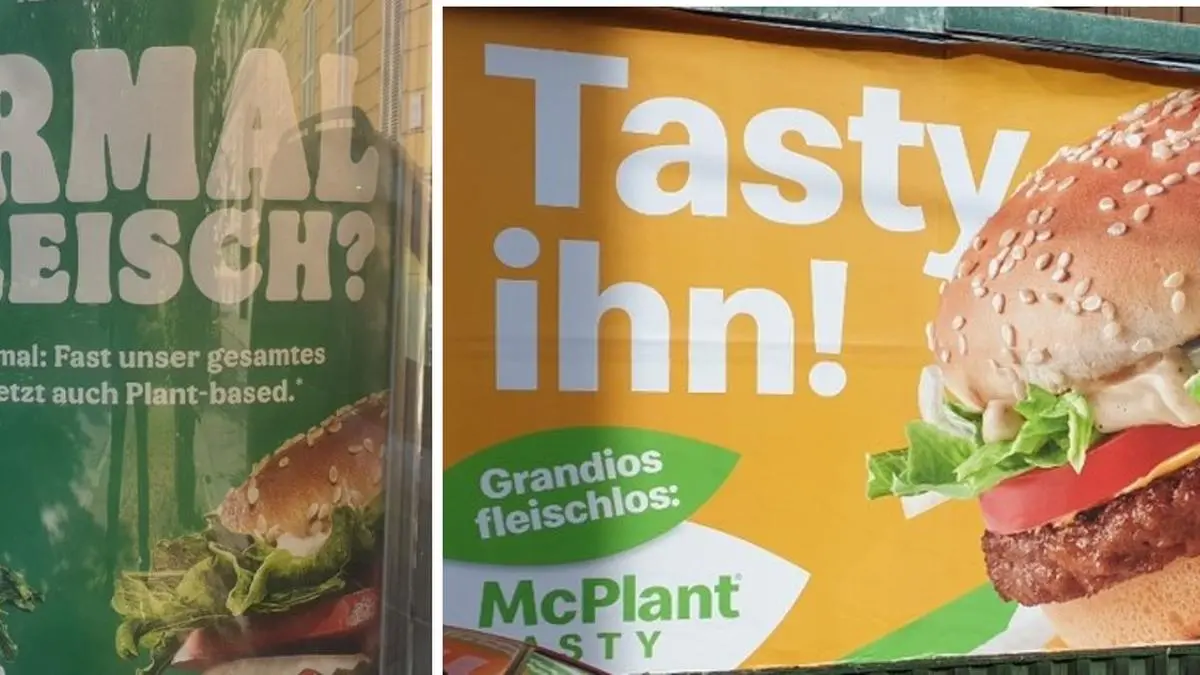 RMAL
LEISCH?
mal: Fast unser gesamtes
etzt auch Plant-based.*
Tasty
ihn!
Grandios
fleischlos:
McPlant®
ASTY